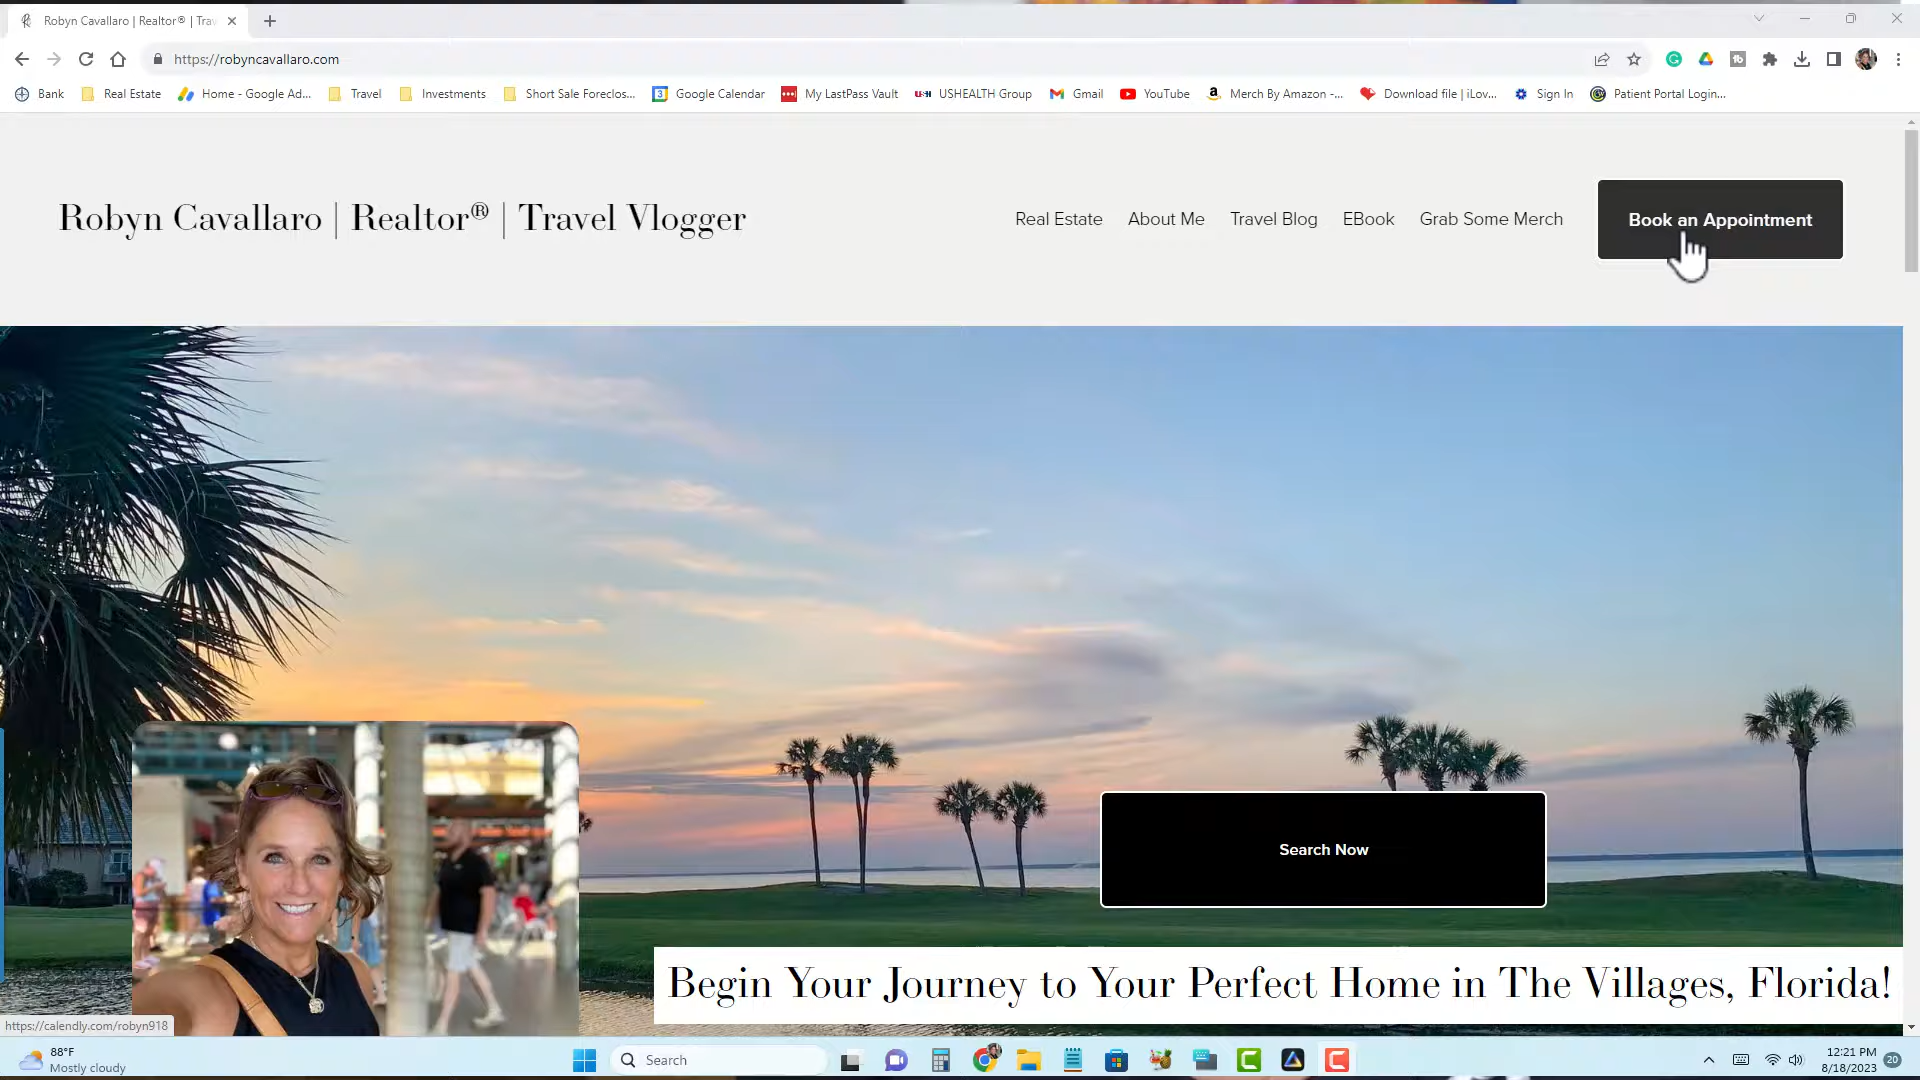 Robyn Cavallaro | Realtor® | Trav
https://robyncavallaro.com
Bank Real Estate Home - Google Ad... Travel Investments Short Sale Foreclos... Google Calendar My LastPass Vault USHEALTH Group Gmail YouTube Merch By Amazon -... Download file | iLov... Sign In Patient Portal Login...
Robyn Cavallaro | Realtor® | Travel Vlogger
Real Estate About Me Travel Blog EBook Grab Some Merch Book an Appointment
Search Now
Begin Your Journey to Your Perfect Home in The Villages, Florida!
https://calendly.com/robyn918
88°F
Mostly cloudy
Search
12:21 PM
8/18/2023
20